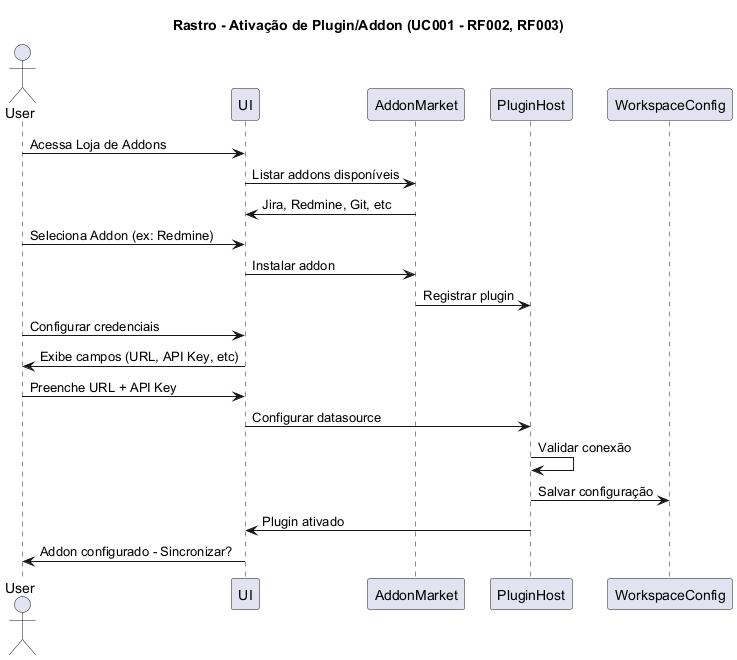 Rastro - Ativação de Plugin/Addon (UC001 - RF002, RF003)
User
UI
AddonMarket
PluginHost
WorkspaceConfig
Acessa Loja de Addons
Listar addons disponíveis
Jira, Redmine, Git, etc
Seleciona Addon (ex: Redmine)
Instalar addon
Registrar plugin
Configurar credenciais
Exibe campos (URL, API Key, etc)
Preenche URL + API Key
Configurar datasource
Validar conexão
Salvar configuração
Plugin ativado
Addon configurado - Sincronizar?
User
UI
AddonMarket
PluginHost
WorkspaceConfig